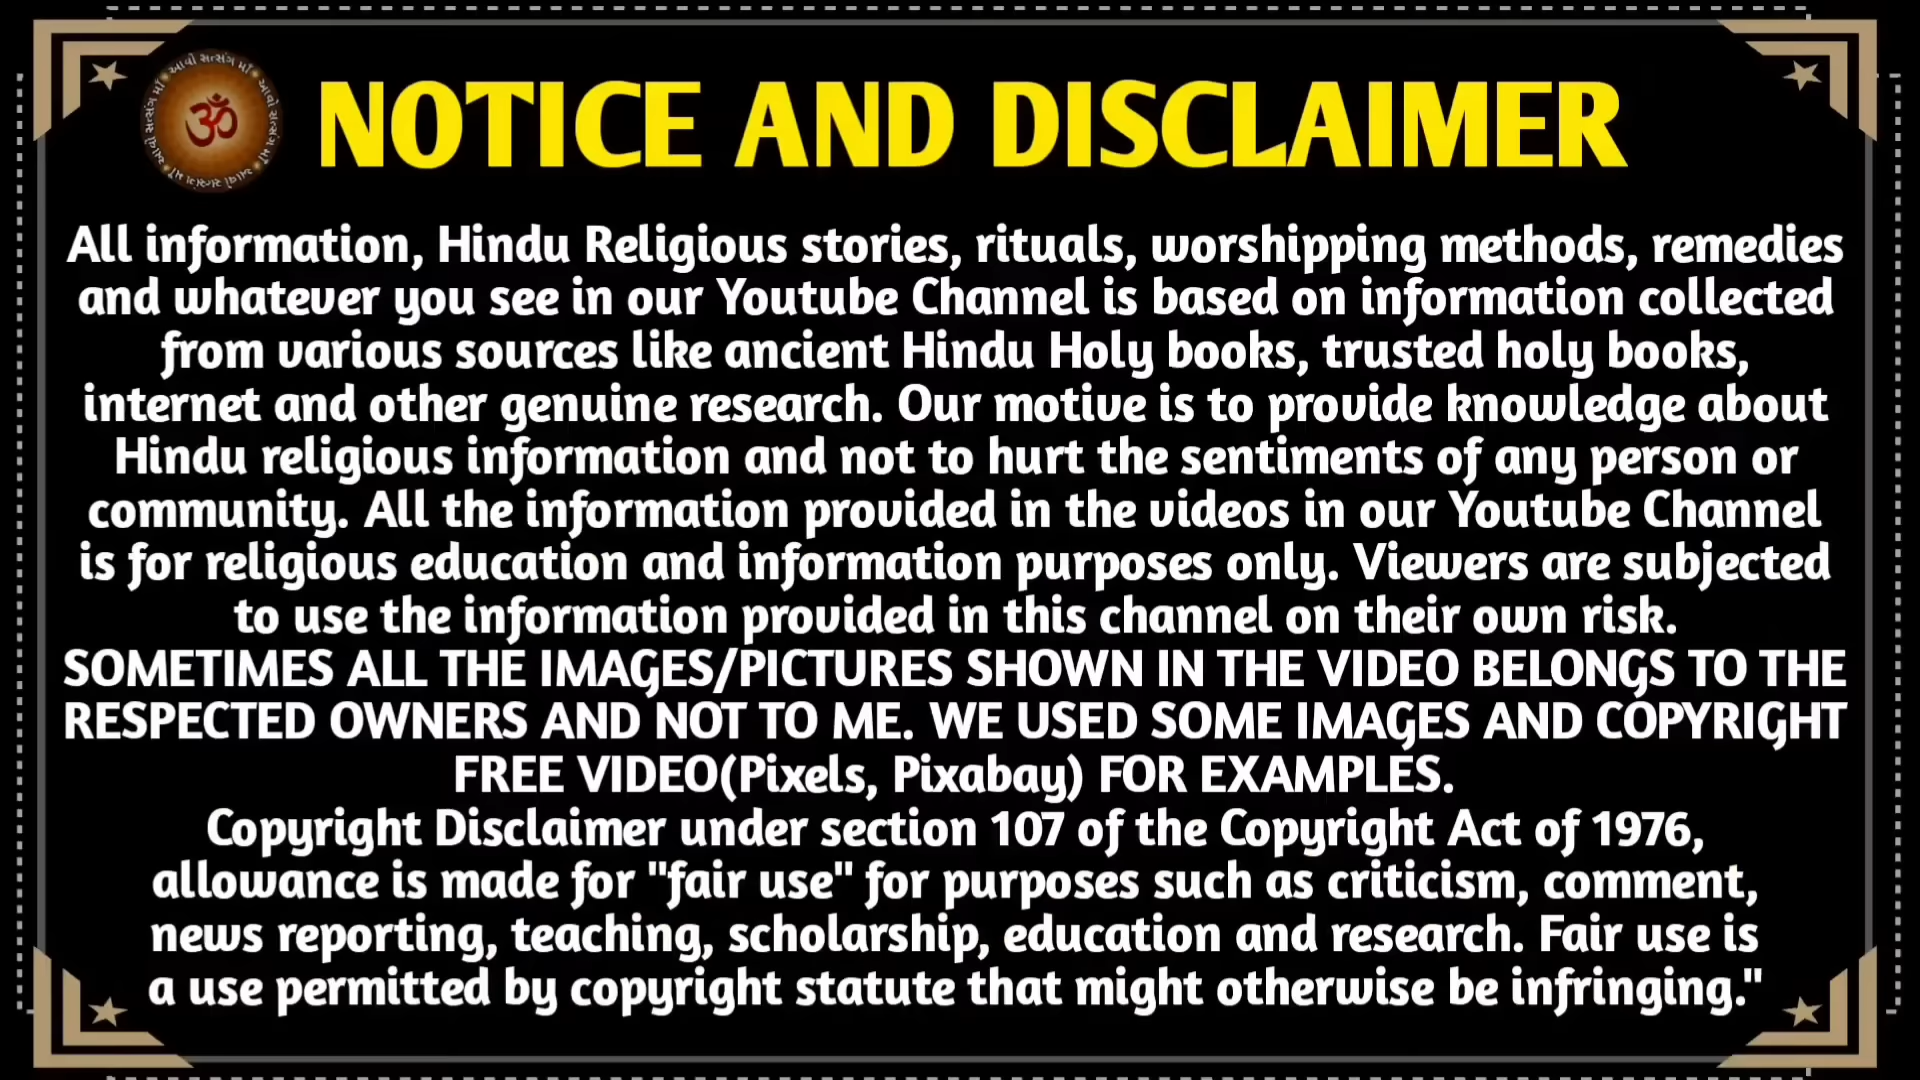 આવો સત્સંગ માઁ • આવો સત્સંગ માઁ • આવો સત્સંગ માઁ • આવો સત્સંગ માઁ
ॐ
NOTICE AND DISCLAIMER
All information, Hindu Religious stories, rituals, worshipping methods, remedies
and whatever you see in our Youtube Channel is based on information collected
from various sources like ancient Hindu Holy books, trusted holy books,
internet and other genuine research. Our motive is to provide knowledge about
Hindu religious information and not to hurt the sentiments of any person or
community. All the information provided in the videos in our Youtube Channel
is for religious education and information purposes only. Viewers are subjected
to use the information provided in this channel on their own risk.
SOMETIMES ALL THE IMAGES/PICTURES SHOWN IN THE VIDEO BELONGS TO THE
RESPECTED OWNERS AND NOT TO ME. WE USED SOME IMAGES AND COPYRIGHT
FREE VIDEO(Pixels, Pixabay) FOR EXAMPLES.
Copyright Disclaimer under section 107 of the Copyright Act of 1976,
allowance is made for "fair use" for purposes such as criticism, comment,
news reporting, teaching, scholarship, education and research. Fair use is
a use permitted by copyright statute that might otherwise be infringing."